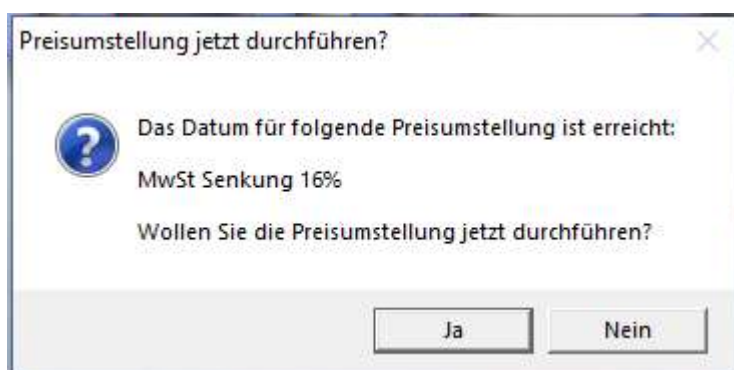 Preisumstellung jetzt durchführen?
Das Datum für folgende Preisumstellung ist erreicht:
MwSt Senkung 16%
Wollen Sie die Preisumstellung jetzt durchführen?
Ja
Nein